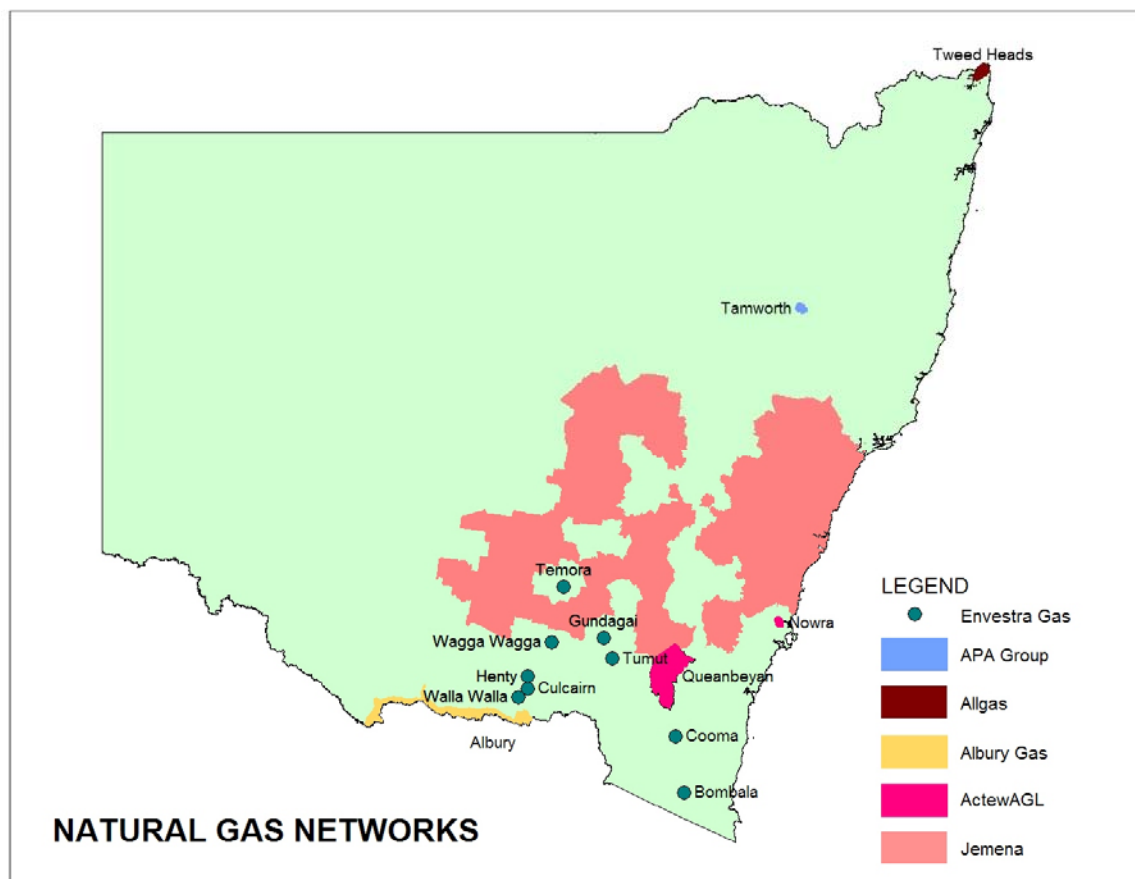 Tweed Heads
Tamworth
Temora
Gundagai
Wagga Wagga
Nowra
Tumut
Queanbeyan
Henty
Culcairn
Walla Walla
Albury
Cooma
Bombala
NATURAL GAS NETWORKS
LEGEND
Envestra Gas
APA Group
Allgas
Albury Gas
ActewAGL
Jemena